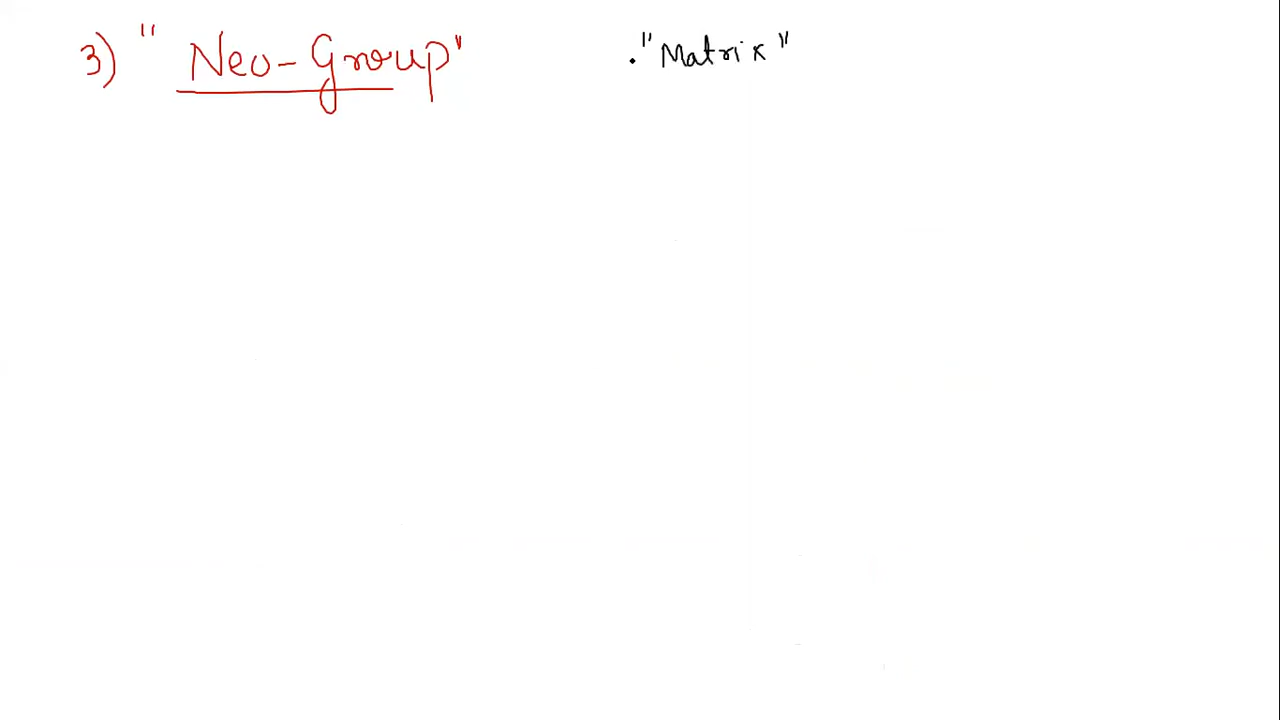 3) " Neo-Group" . "Matrix"